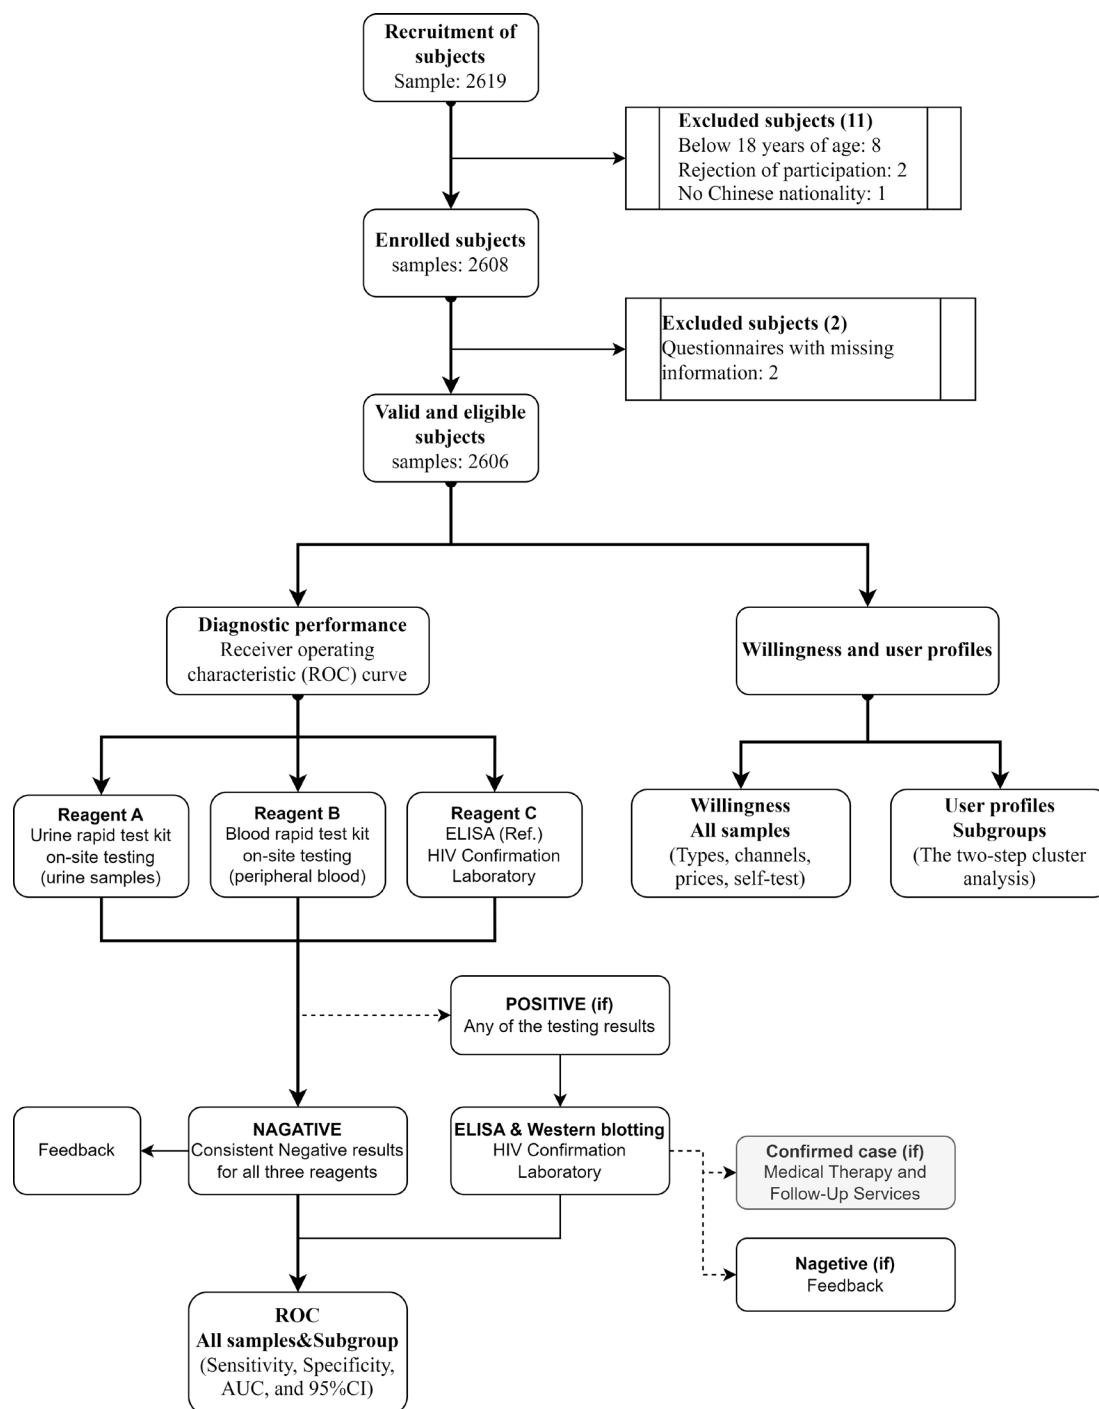 Recruitment of
subjects
Sample: 2619
Excluded subjects (11)
Below 18 years of age: 8
Rejection of participation: 2
No Chinese nationality: 1
Enrolled subjects
samples: 2608
Excluded subjects (2)
Questionnaires with missing
information: 2
Valid and eligible
subjects
samples: 2606
Diagnostic performance
Receiver operating
characteristic (ROC) curve
Willingness and user profiles
Reagent A
Urine rapid test kit
on-site testing
(urine samples)
Reagent B
Blood rapid test kit
on-site testing
(peripheral blood)
Reagent C
ELISA (Ref.)
HIV Confirmation
Laboratory
Willingness
All samples
(Types, channels,
prices, self-test)
User profiles
Subgroups
(The two-step cluster
analysis)
POSITIVE (if)
Any of the testing results
Feedback
NAGATIVE
Consistent Negative results
for all three reagents
ELISA & Western blotting
HIV Confirmation
Laboratory
Confirmed case (if)
Medical Therapy and
Follow-Up Services
Nagetive (if)
Feedback
ROC
All samples&Subgroup
(Sensitivity, Specificity,
AUC, and 95%CI)